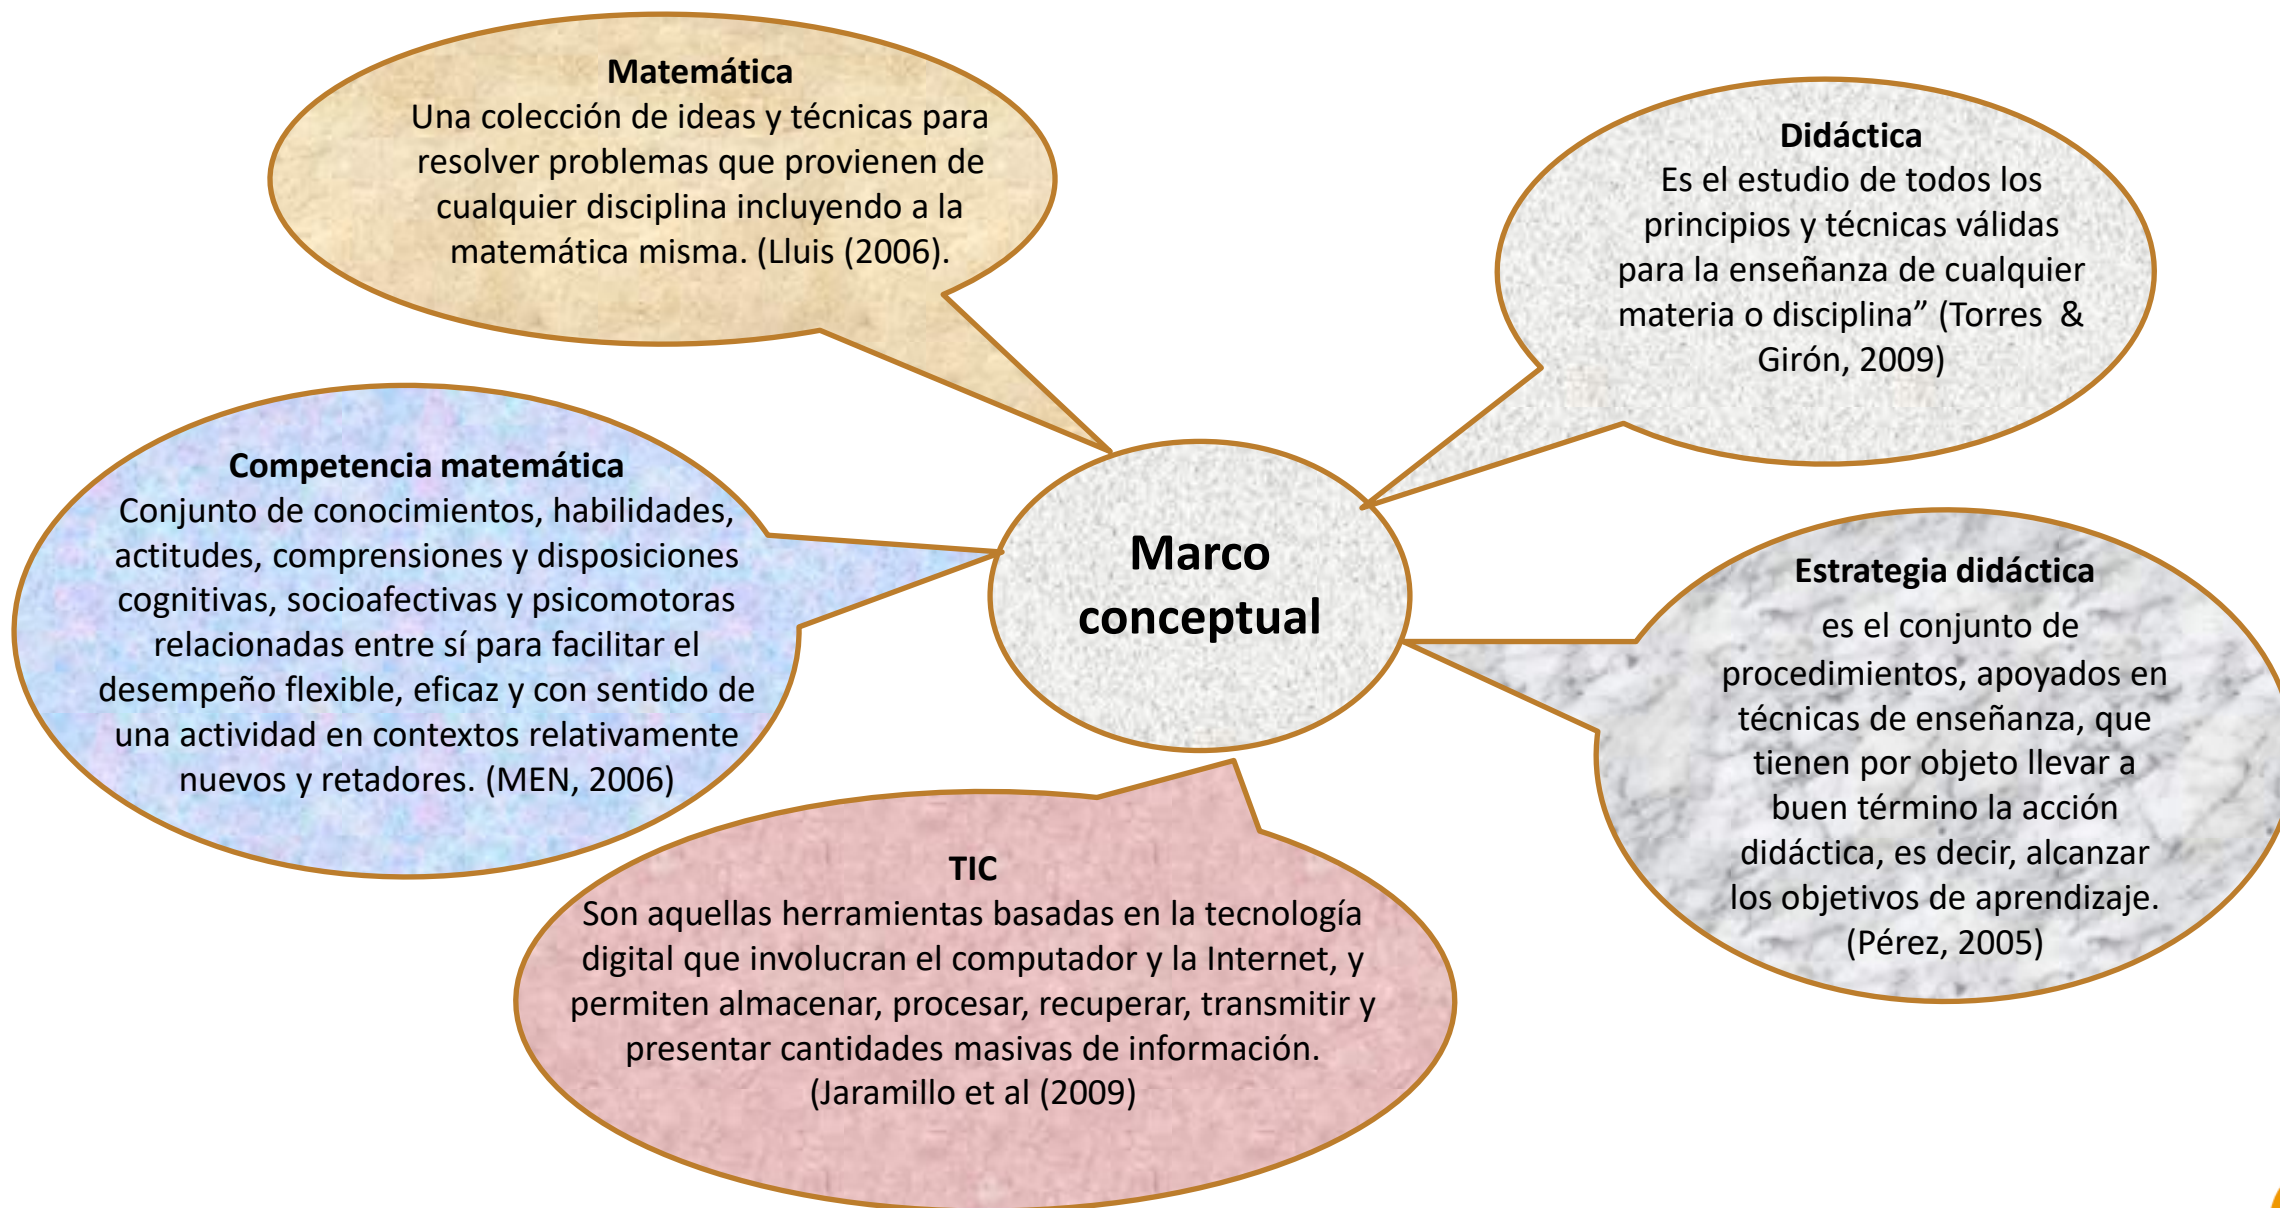 Matemática
Una colección de ideas y técnicas para
resolver problemas que provienen de
cualquier disciplina incluyendo a la
matemática misma. (Lluis (2006).
Didáctica
Es el estudio de todos los
principios y técnicas válidas
para la enseñanza de cualquier
materia o disciplina” (Torres  &
Girón, 2009)
Competencia matemática
Conjunto de conocimientos, habilidades,
actitudes, comprensiones y disposiciones
cognitivas, socioafectivas y psicomotoras
relacionadas entre sí para facilitar el
desempeño flexible, eficaz y con sentido de
una actividad en contextos relativamente
nuevos y retadores. (MEN, 2006)
Marco
conceptual
Estrategia didáctica
es el conjunto de
procedimientos, apoyados en
técnicas de enseñanza, que
tienen por objeto llevar a
buen término la acción
didáctica, es decir, alcanzar
los objetivos de aprendizaje.
(Pérez, 2005)
TIC
Son aquellas herramientas basadas en la tecnología
digital que involucran el computador y la Internet, y
permiten almacenar, procesar, recuperar, transmitir y
presentar cantidades masivas de información.
(Jaramillo et al (2009)